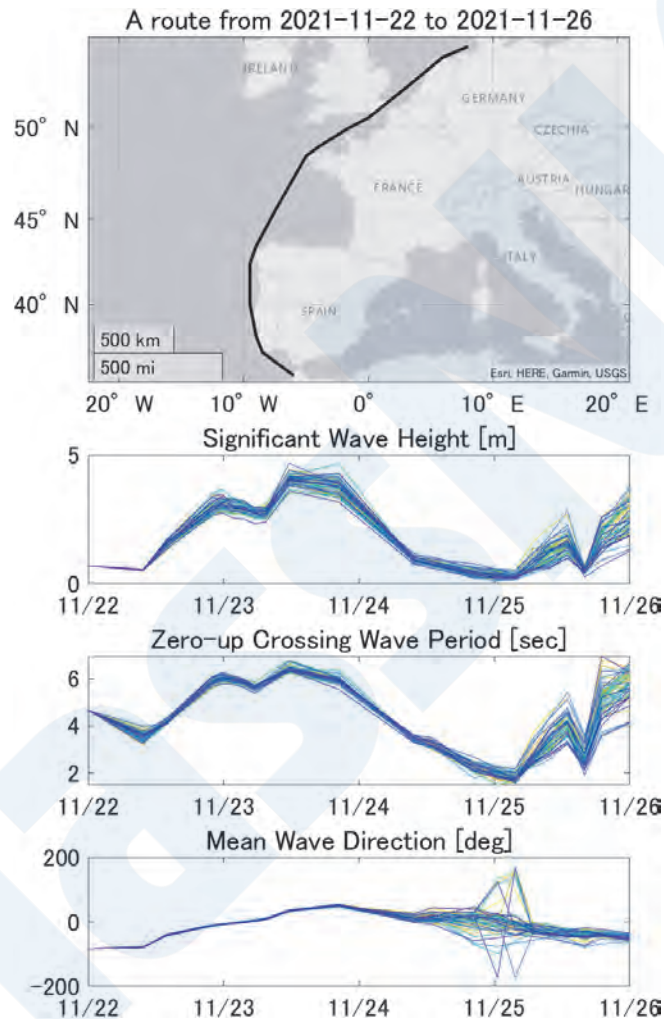 A route from 2021-11-22 to 2021-11-26
IRELAND
GERMANY
50° N
CZECHIA
FRANCE
AUSTRIA
HUNGAR
45° N
ITALY
40° N
SPAIN
500 km
500 mi
Esri, HERE, Garmin, USGS
20° W 10° W 0° 10° E 20° E
Significant Wave Height [m]
5
0
11/22 11/23 11/24 11/25 11/26
Zero-up Crossing Wave Period [sec]
6
4
2
11/22 11/23 11/24 11/25 11/26
Mean Wave Direction [deg]
200
0
-200
11/22 11/23 11/24 11/25 11/26